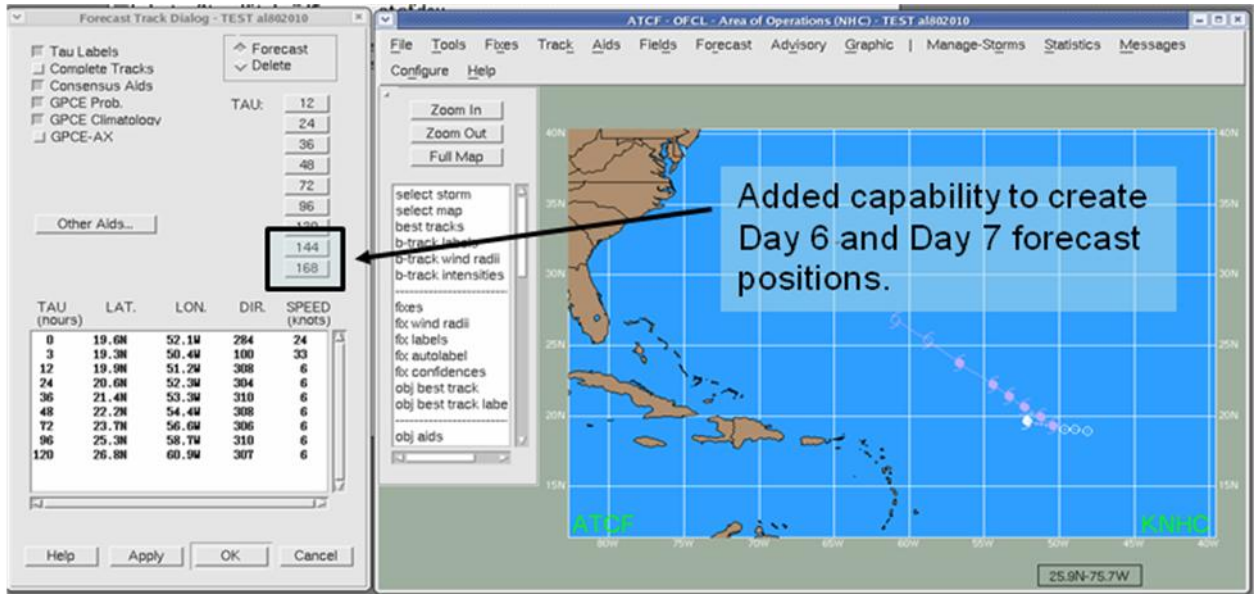 Forecast Track Dialog - TEST al802010
Tau Labels
Complete Tracks
Consensus Aids
GPCE Prob.
GPCE Climatology
GPCE-AX
Forecast
Delete
TAU:
12
24
36
48
72
96
120
144
168
Other Aids...
TAU LAT. LON. DIR. SPEED
(hours) (knots)
0 19.6N 52.1W 284 24
3 19.3N 50.4W 100 33
12 19.9N 51.2W 308 6
24 20.6N 52.3W 304 6
36 21.4N 53.3W 310 6
48 22.2N 54.4W 308 6
72 23.7N 56.6W 306 6
96 25.3N 58.7W 310 6
120 26.8N 60.9W 307 6
Help Apply OK Cancel
ATCF - OFCL - Area of Operations (NHC) - TEST al802010
File Tools Fixes Track Aids Fields Forecast Advisory Graphic | Manage-Storms Statistics Messages
Configure Help
Zoom In
Zoom Out
Full Map
select storm
select map
best tracks
b-track labels
b-track wind radii
b-track intensities
fixes
fix wind radii
fix labels
fix autolabel
fix confidences
obj best track
obj best track labe
obj aids
40N 40N
35N 35N
30N 30N
25N 25N
20N 20N
15N 15N
Added capability to create
Day 6 and Day 7 forecast
positions.
ATCF KNHC
80W 75W 70W 65W 60W 55W 50W 45W 40W
25.9N-75.7W